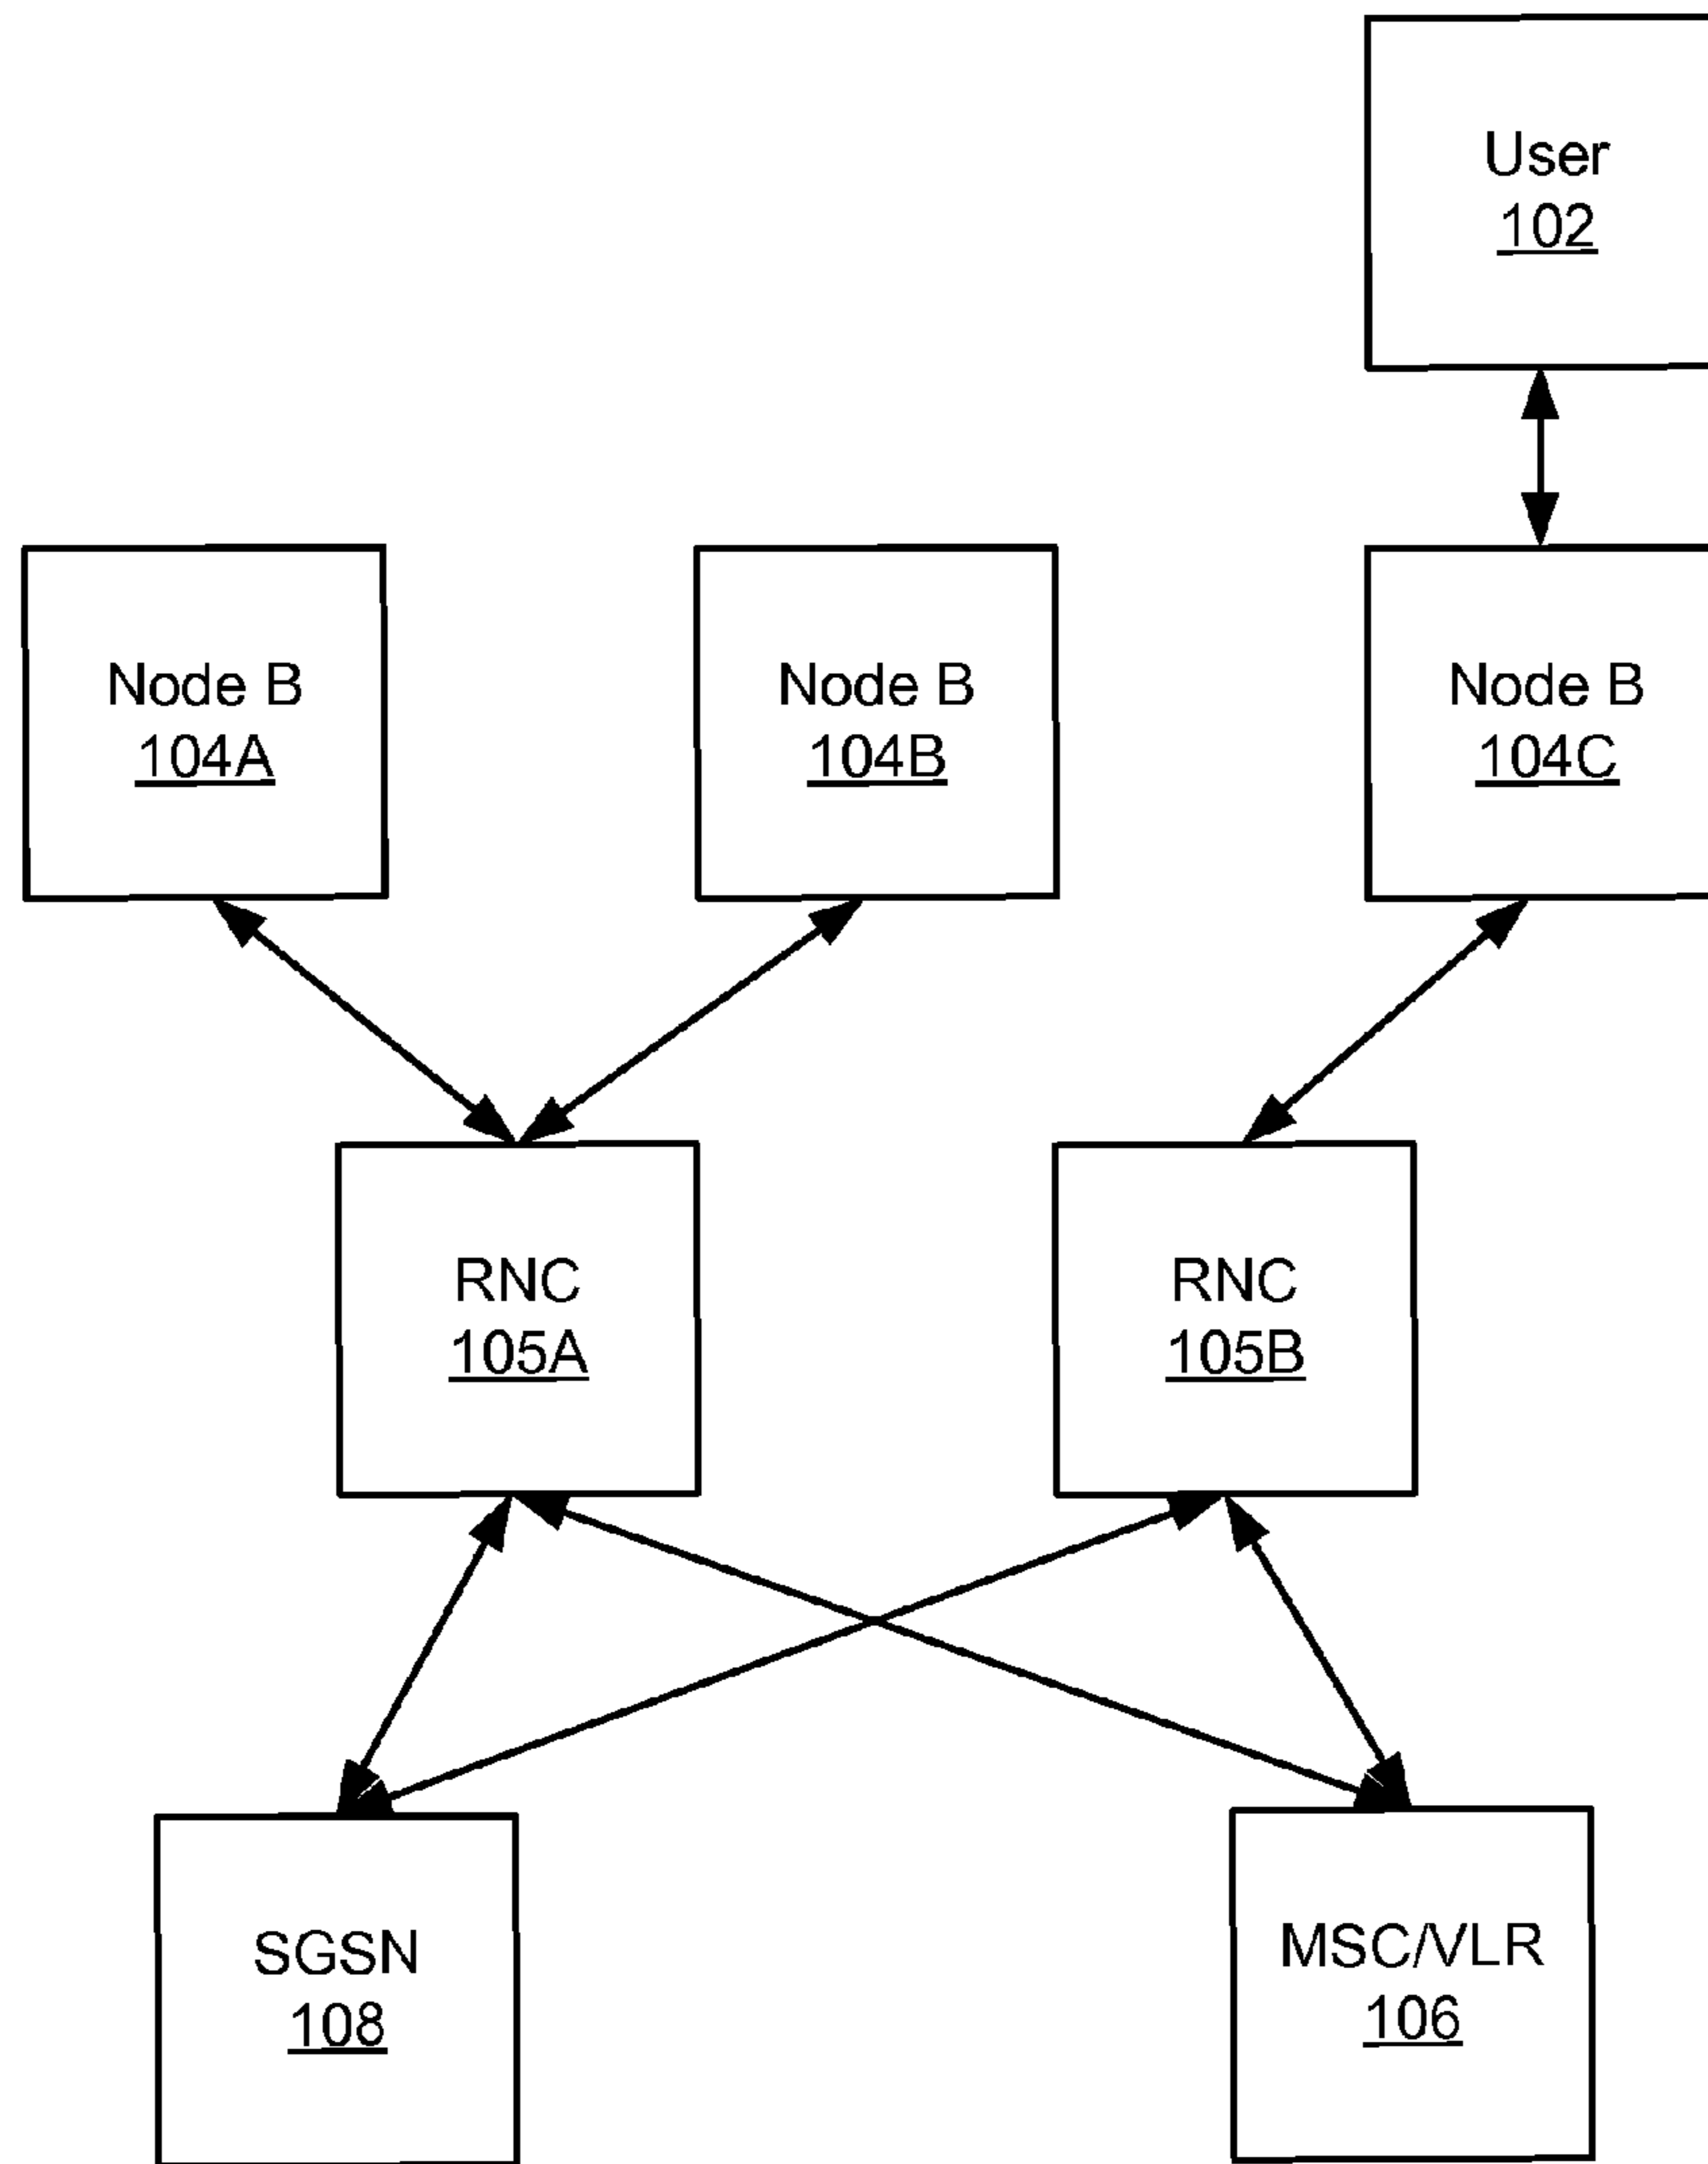 User
102
Node B
104A
Node B
104B
Node B
104C
RNC
105A
RNC
105B
SGSN
108
MSC/VLR
106